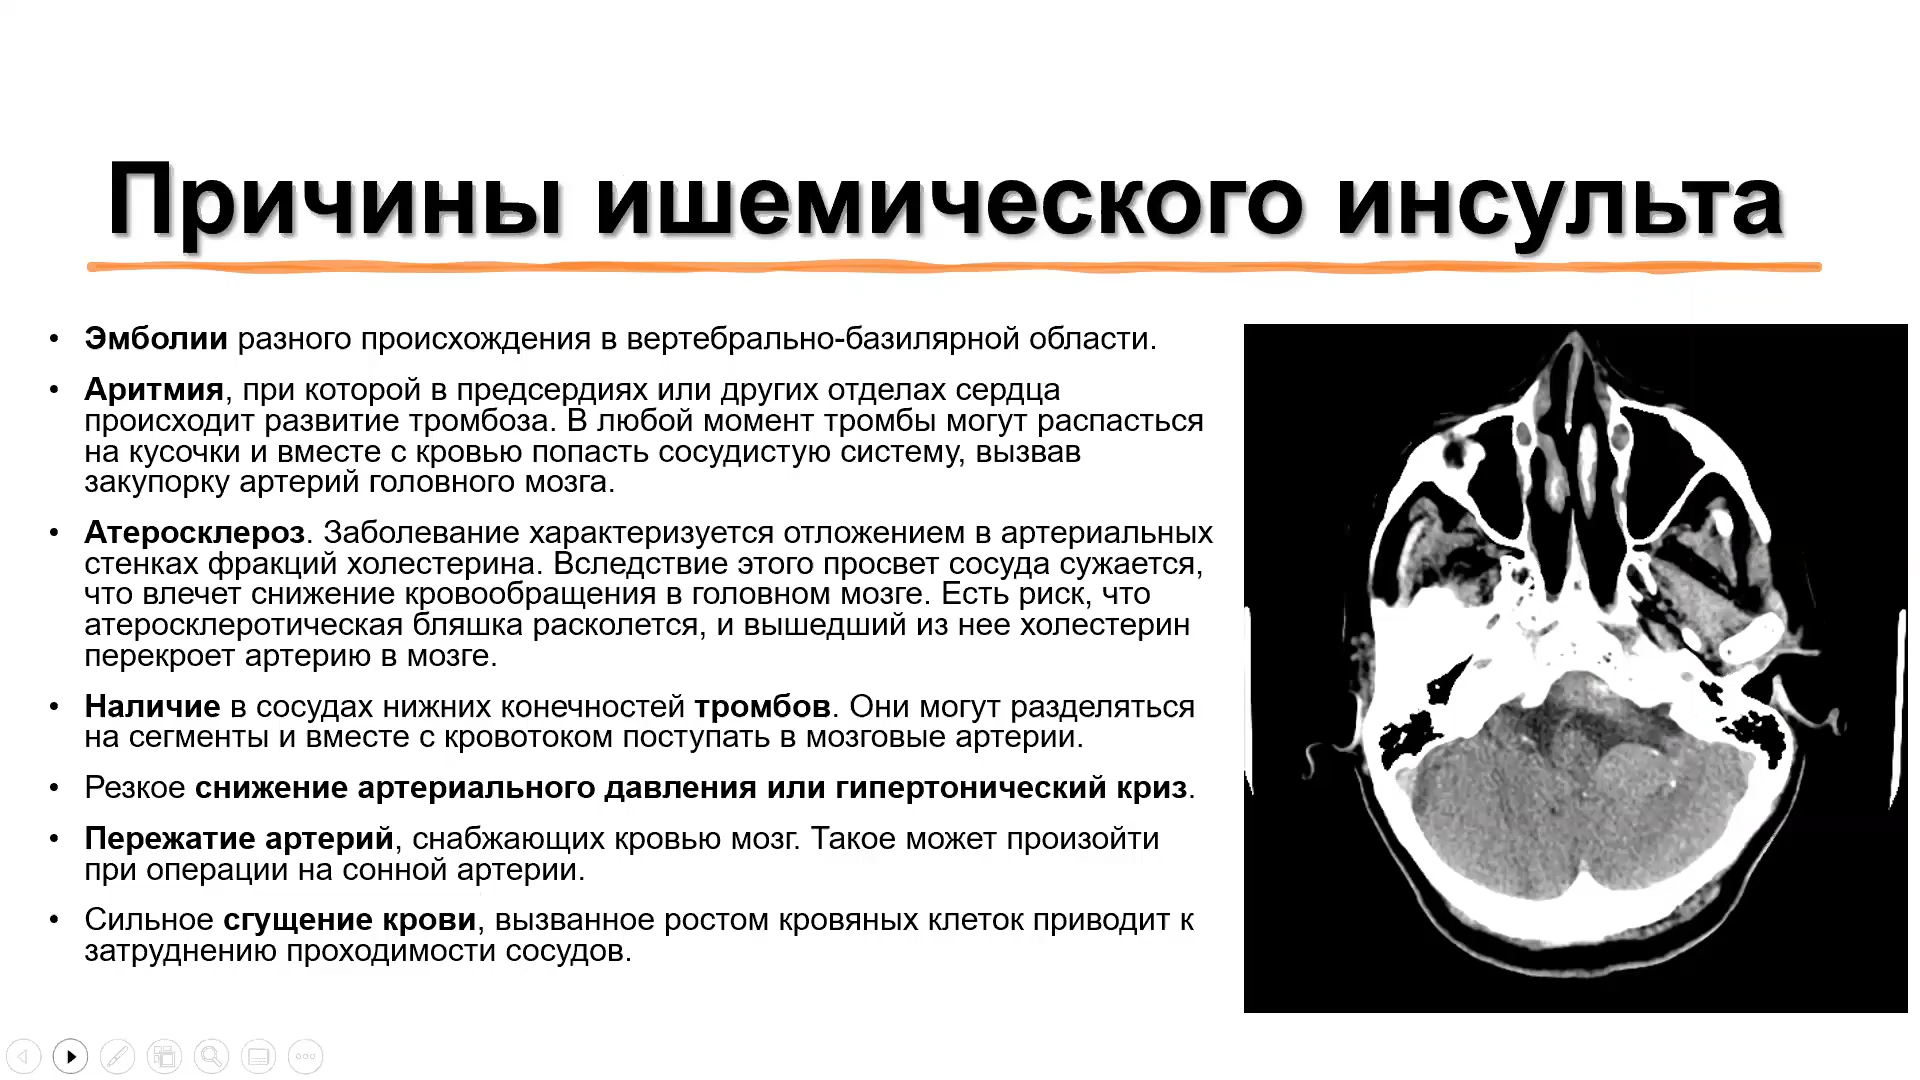 Причины ишемического инсульта
• Эмболии разного происхождения в вертебрально-базилярной области.
• Аритмия, при которой в предсердиях или других отделах сердца
происходит развитие тромбоза. В любой момент тромбы могут распасться
на кусочки и вместе с кровью попасть сосудистую систему, вызвав
закупорку артерий головного мозга.
• Атеросклероз. Заболевание характеризуется отложением в артериальных
стенках фракций холестерина. Вследствие этого просвет сосуда сужается,
что влечет снижение кровообращения в головном мозге. Есть риск, что
атеросклеротическая бляшка расколется, и вышедший из нее холестерин
перекроет артерию в мозге.
• Наличие в сосудах нижних конечностей тромбов. Они могут разделяться
на сегменты и вместе с кровотоком поступать в мозговые артерии.
• Резкое снижение артериального давления или гипертонический криз.
• Пережатие артерий, снабжающих кровью мозг. Такое может произойти
при операции на сонной артерии.
• Сильное сгущение крови, вызванное ростом кровяных клеток приводит к
затруднению проходимости сосудов.